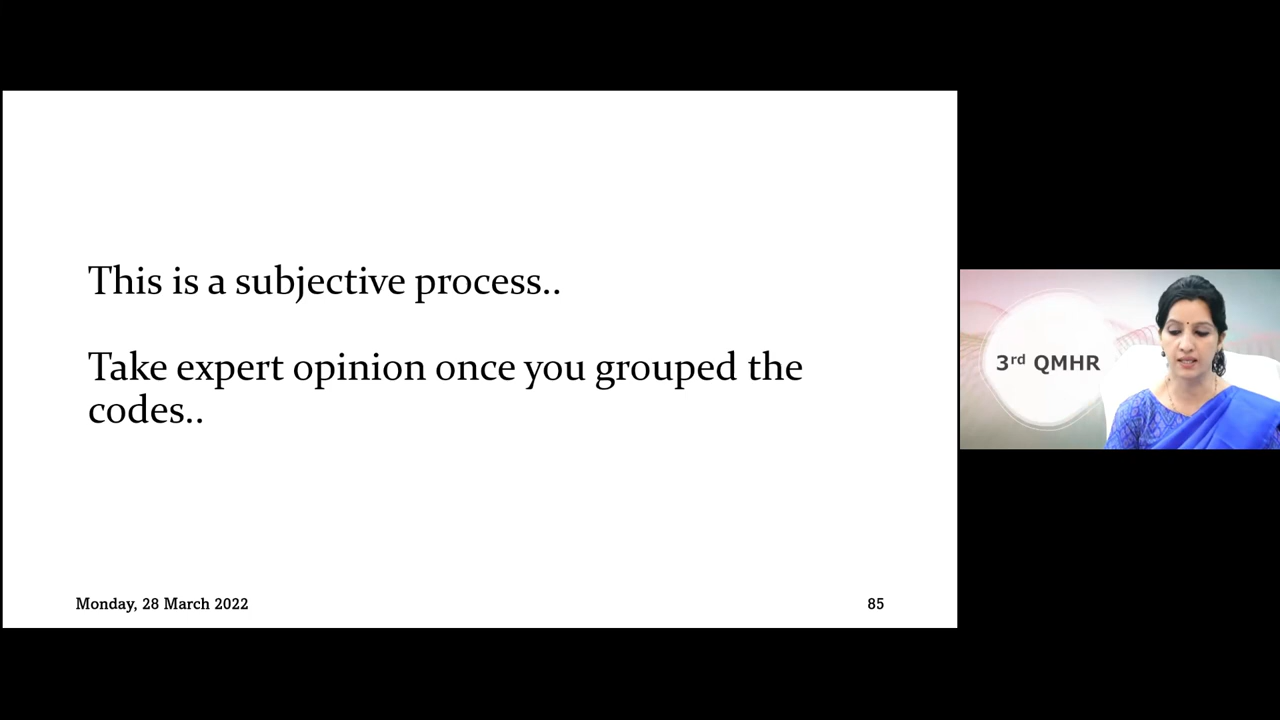 This is a subjective process..
Take expert opinion once you grouped the
codes..
3rd QMHR
Monday, 28 March 2022
85